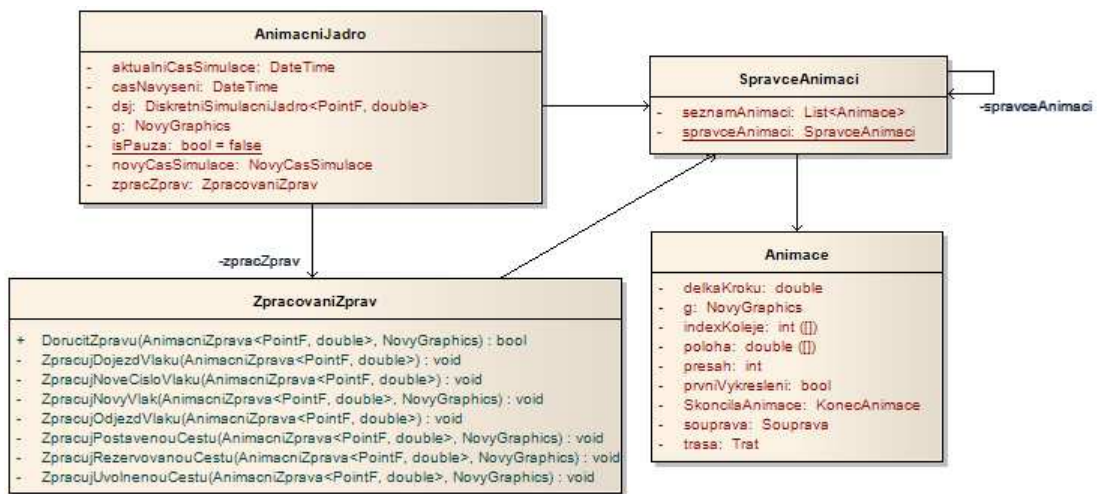 AnimacniJadro
- aktualniCasSimulace: DateTime
- casNavyseni: DateTime
- dsj: DiskretniSimulacniJadro<PointF, double>
- g: NovyGraphics
- isPauza: bool = false
- novyCasSimulace: NovyCasSimulace
- zpracZprav: ZpracovaniZprav
SpravceAnimaci
- seznamAnimaci: List<Animace>
- spravceAnimaci: SpravceAnimaci
-spravceAnimaci
-zpracZprav
ZpracovaniZprav
+ DorucitZpravu(AnimacniZprava<PointF, double>, NovyGraphics) : bool
- ZpracujDojezdVlaku(AnimacniZprava<PointF, double>) : void
- ZpracujNoveCisloVlaku(AnimacniZprava<PointF, double>) : void
- ZpracujNovyVlak(AnimacniZprava<PointF, double>, NovyGraphics) : void
- ZpracujOdjezdVlaku(AnimacniZprava<PointF, double>) : void
- ZpracujPostavenouCestu(AnimacniZprava<PointF, double>, NovyGraphics) : void
- ZpracujRezervovanouCestu(AnimacniZprava<PointF, double>, NovyGraphics) : void
- ZpracujUvolnenouCestu(AnimacniZprava<PointF, double>, NovyGraphics) : void
Animace
- delkaKroku: double
- g: NovyGraphics
- indexKoleje: int ([])
- poloha: double ([])
- presah: int
- prvniVykresleni: bool
- SkoncilaAnimace: KonecAnimace
- souprava: Souprava
- trasa: Trat